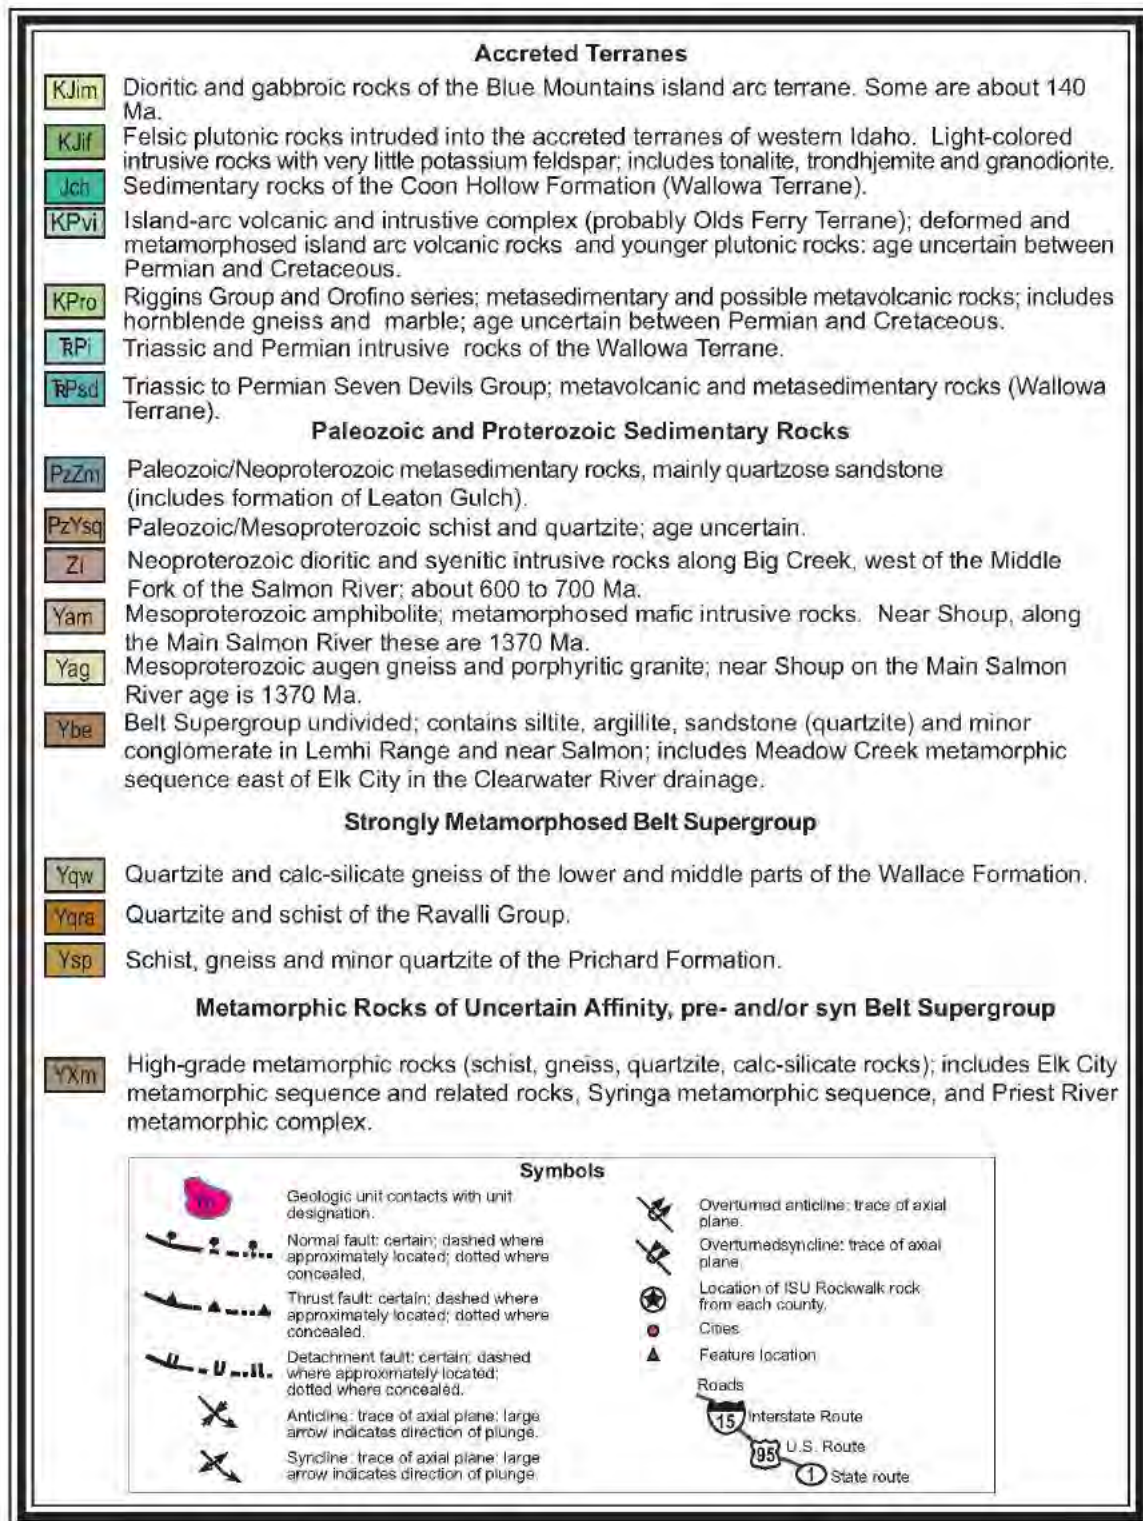 Accreted Terranes
KJim Dioritic and gabbroic rocks of the Blue Mountains island arc terrane. Some are about 140
Ma.
KJif Felsic plutonic rocks intruded into the accreted terranes of western Idaho. Light-colored
intrusive rocks with very little potassium feldspar; includes tonalite, trondhjemite and granodiorite.
Jch Sedimentary rocks of the Coon Hollow Formation (Wallowa Terrane).
KPvi Island-arc volcanic and intrustive complex (probably Olds Ferry Terrane); deformed and
metamorphosed island arc volcanic rocks and younger plutonic rocks: age uncertain between
Permian and Cretaceous.
KPro Riggins Group and Orofino series; metasedimentary and possible metavolcanic rocks; includes
hornblende gneiss and marble; age uncertain between Permian and Cretaceous.
TRPi Triassic and Permian intrusive rocks of the Wallowa Terrane.
TRPsd Triassic to Permian Seven Devils Group; metavolcanic and metasedimentary rocks (Wallowa
Terrane).
Paleozoic and Proterozoic Sedimentary Rocks
PzZm Paleozoic/Neoproterozoic metasedimentary rocks, mainly quartzose sandstone
(includes formation of Leaton Gulch).
PzYsq Paleozoic/Mesoproterozoic schist and quartzite; age uncertain.
Zi Neoproterozoic dioritic and syenitic intrusive rocks along Big Creek, west of the Middle
Fork of the Salmon River; about 600 to 700 Ma.
Yam Mesoproterozoic amphibolite; metamorphosed mafic intrusive rocks. Near Shoup, along
the Main Salmon River these are 1370 Ma.
Yag Mesoproterozoic augen gneiss and porphyritic granite; near Shoup on the Main Salmon
River age is 1370 Ma.
Ybe Belt Supergroup undivided; contains siltite, argillite, sandstone (quartzite) and minor
conglomerate in Lemhi Range and near Salmon; includes Meadow Creek metamorphic
sequence east of Elk City in the Clearwater River drainage.
Strongly Metamorphosed Belt Supergroup
Yqw Quartzite and calc-silicate gneiss of the lower and middle parts of the Wallace Formation.
Yqra Quartzite and schist of the Ravalli Group.
Ysp Schist, gneiss and minor quartzite of the Prichard Formation.
Metamorphic Rocks of Uncertain Affinity, pre- and/or syn Belt Supergroup
YXm High-grade metamorphic rocks (schist, gneiss, quartzite, calc-silicate rocks); includes Elk City
metamorphic sequence and related rocks, Syringa metamorphic sequence, and Priest River
metamorphic complex.
Symbols
Geologic unit contacts with unit
designation.
Normal fault: certain; dashed where
approximately located; dotted where
concealed.
Thrust fault: certain; dashed where
approximately located; dotted where
concealed.
Detachment fault: certain; dashed
where approximately located;
dotted where concealed.
Anticline: trace of axial plane: large
arrow indicates direction of plunge.
Syncline: trace of axial plane: large
arrow indicates direction of plunge
Overturned anticline: trace of axial
plane.
Overturnedsyncline: trace of axial
plane
Location of ISU Rockwalk rock
from each county.
Cities
Feature location
Roads
15 Interstate Route
95 U.S. Route
1 State route